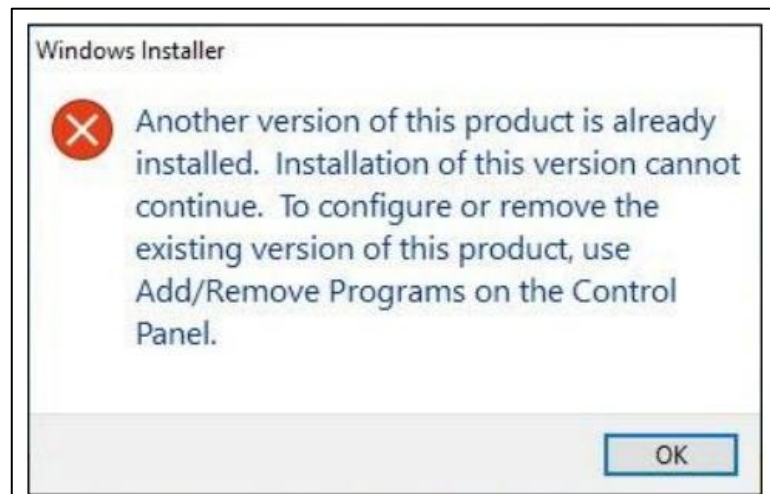 Windows Installer
Another version of this product is already
installed. Installation of this version cannot
continue. To configure or remove the
existing version of this product, use
Add/Remove Programs on the Control
Panel.
OK